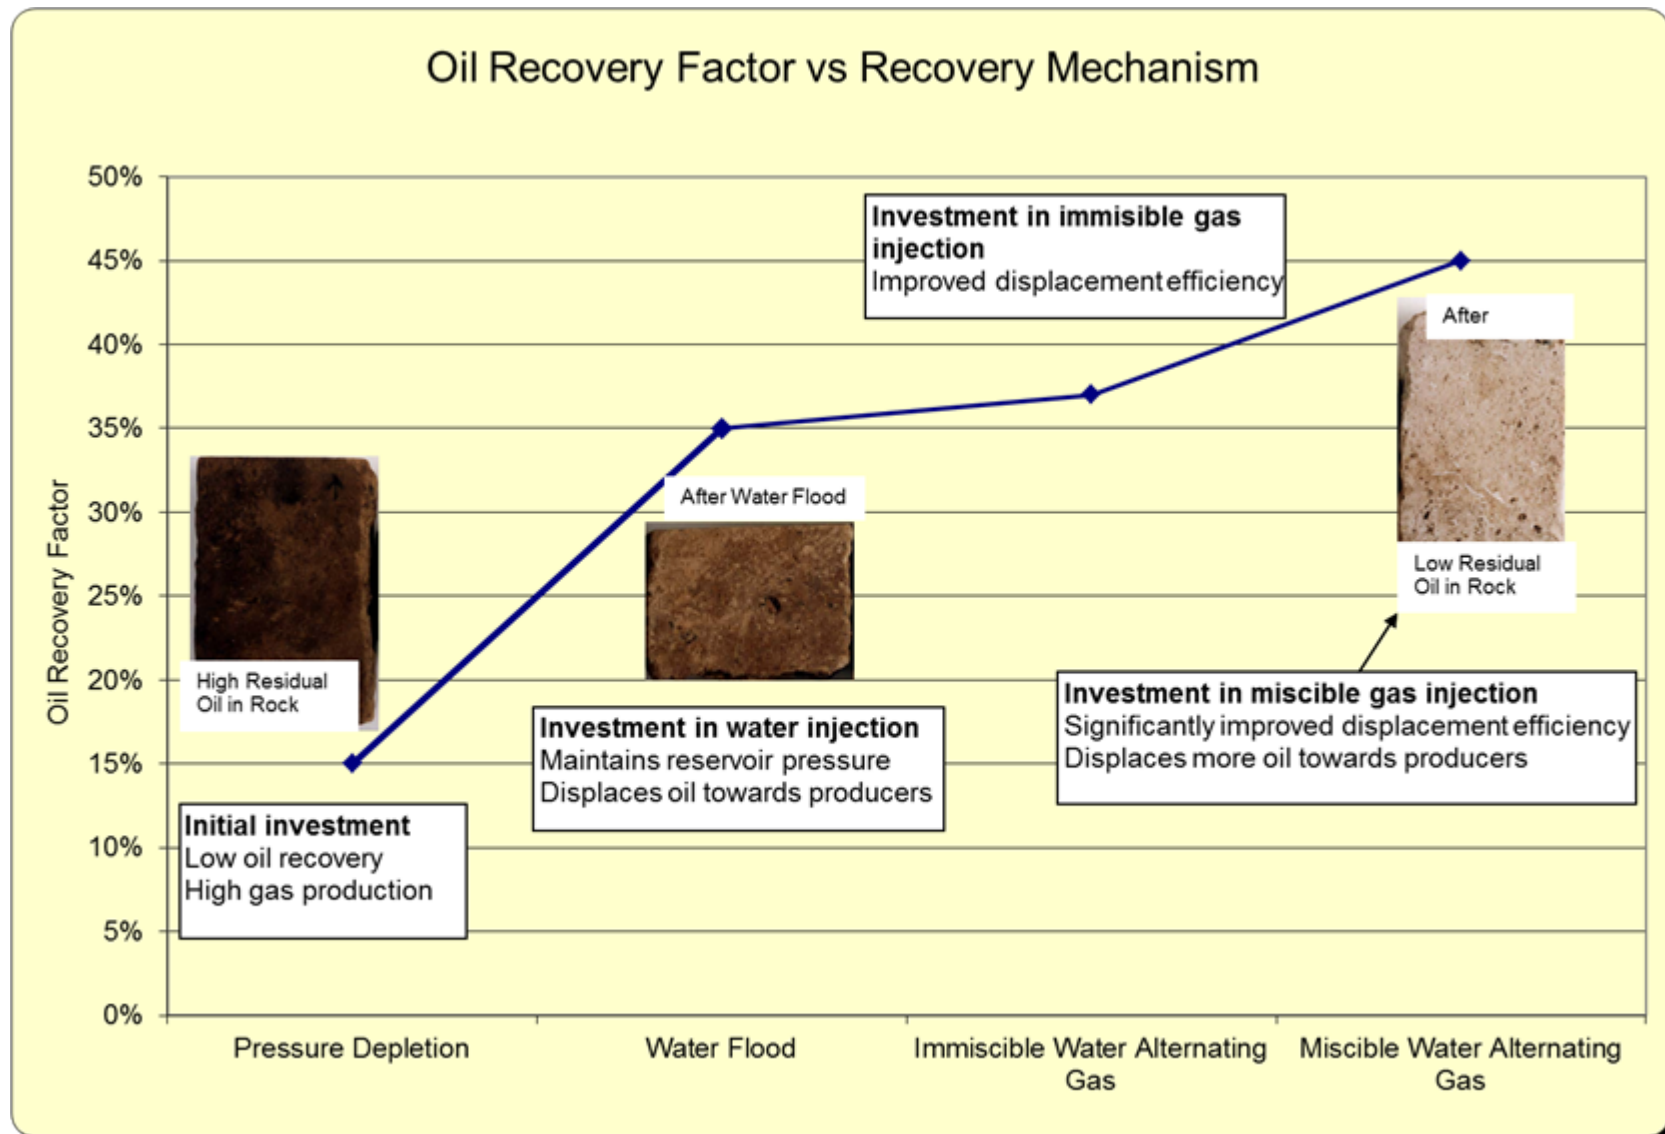 Oil Recovery Factor vs Recovery Mechanism
Oil Recovery Factor
50%
45%
40%
35%
30%
25%
20%
15%
10%
5%
0%
High Residual
Oil in Rock
Initial investment
Low oil recovery
High gas production
After Water Flood
Investment in water injection
Maintains reservoir pressure
Displaces oil towards producers
Investment in immisible gas
injection
Improved displacement efficiency
After
Low Residual
Oil in Rock
Investment in miscible gas injection
Significantly improved displacement efficiency
Displaces more oil towards producers
Pressure Depletion
Water Flood
Immiscible Water Alternating
Gas
Miscible Water Alternating
Gas